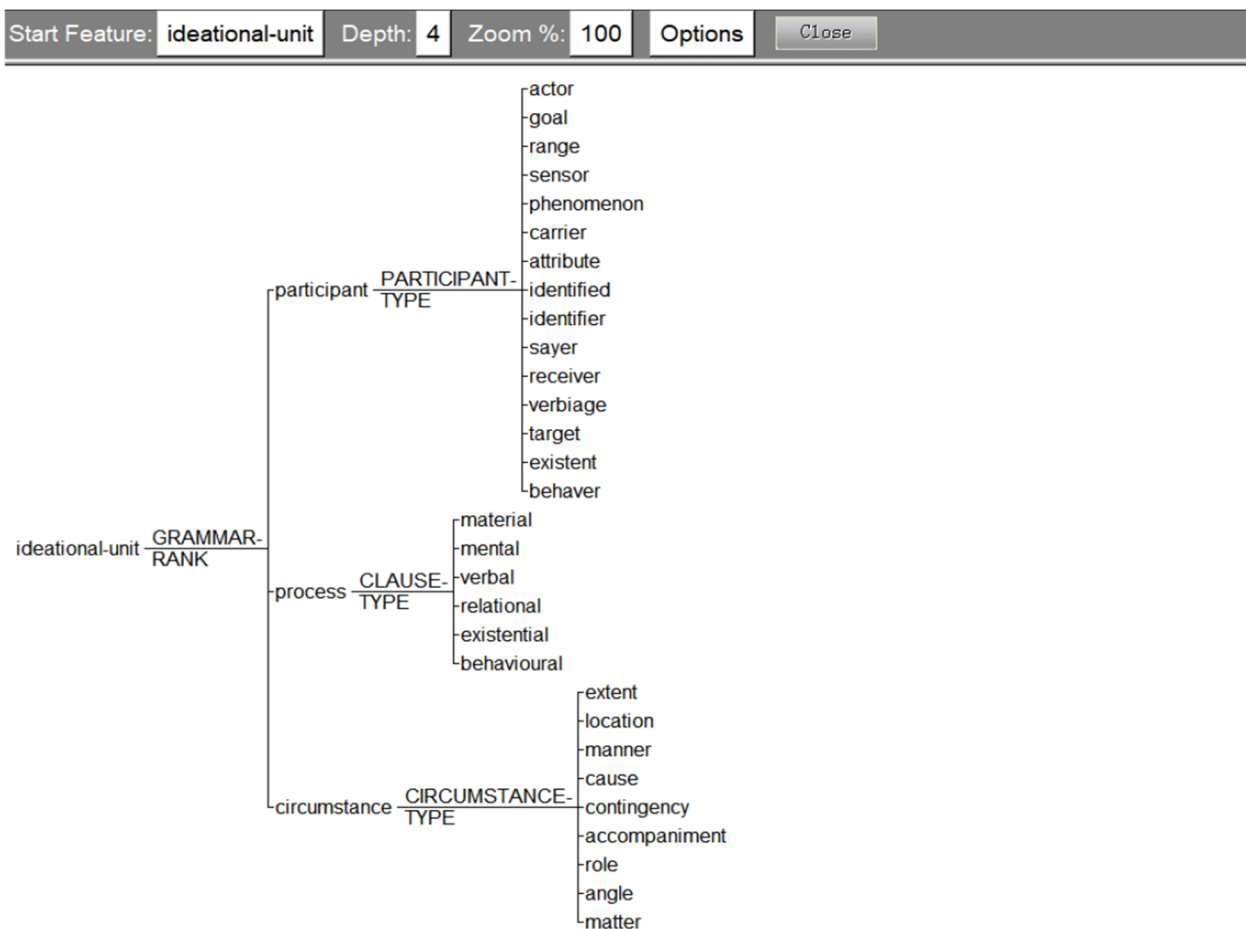 Start Feature: ideational-unit Depth: 4 Zoom %: 100 Options Close
actor
goal
range
sensor
phenomenon
carrier
attribute
participant PARTICIPANT-TYPE identified
identifier
sayer
receiver
verbiage
target
existent
behaver
material
ideational-unit GRAMMAR-RANK mental
verbal
process CLAUSE-TYPE relational
existential
behavioural
extent
location
manner
cause
circumstance CIRCUMSTANCE-TYPE contingency
accompaniment
role
angle
matter